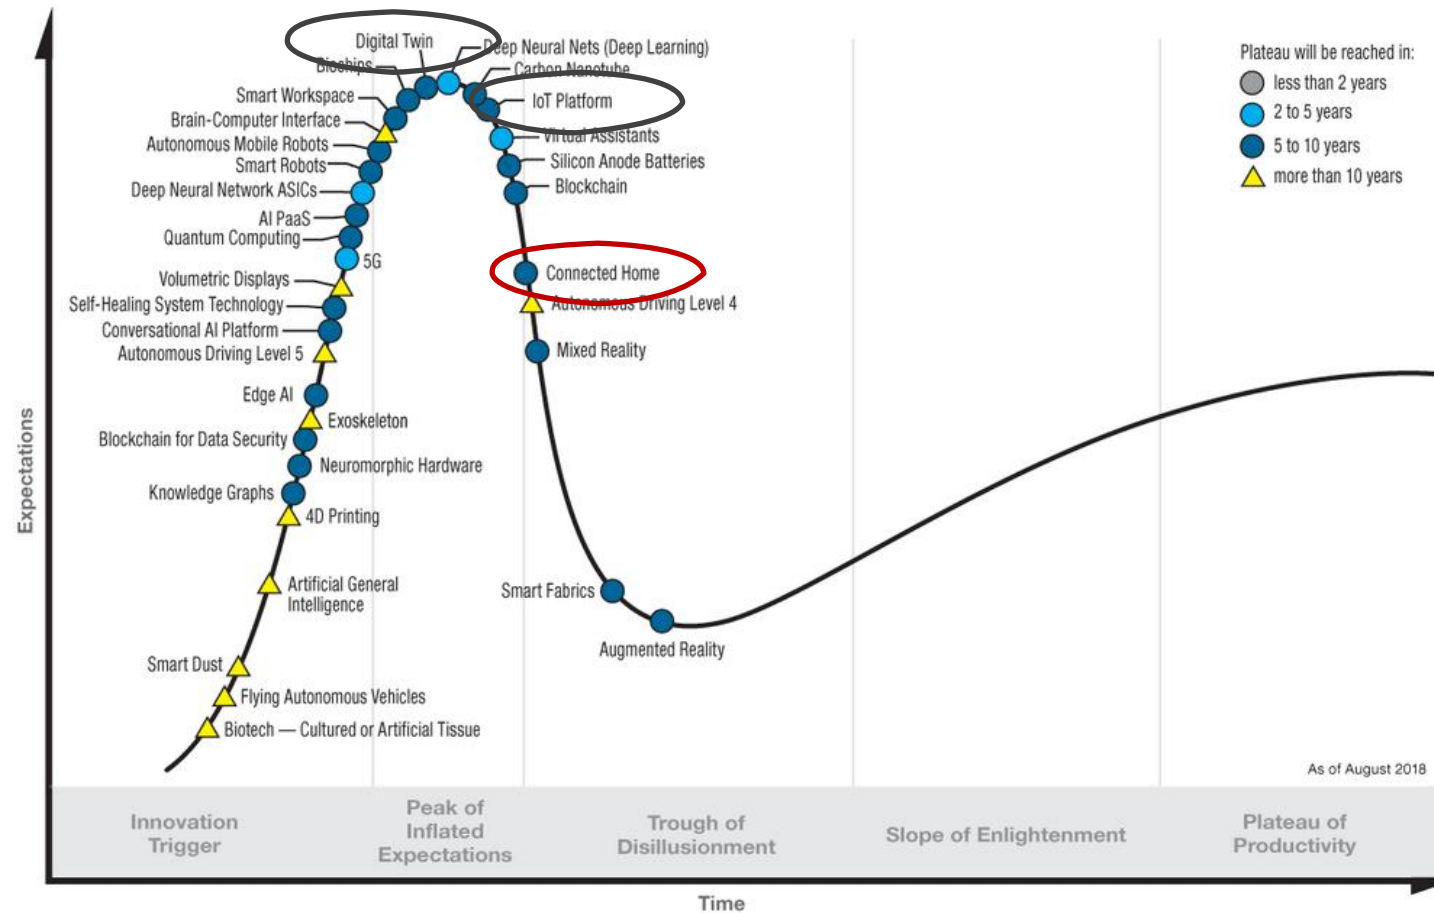 Digital Twin
Deep Neural Nets (Deep Learning)
Biochips
Carbon Nanotube
Smart Workspace
IoT Platform
Brain-Computer Interface
Virtual Assistants
Autonomous Mobile Robots
Silicon Anode Batteries
Smart Robots
Blockchain
Deep Neural Network ASICs
AI PaaS
Quantum Computing
5G
Connected Home
Volumetric Displays
Autonomous Driving Level 4
Self-Healing System Technology
Conversational AI Platform
Mixed Reality
Autonomous Driving Level 5
Edge AI
Exoskeleton
Blockchain for Data Security
Neuromorphic Hardware
Knowledge Graphs
4D Printing
Artificial General
Intelligence
Smart Fabrics
Augmented Reality
Smart Dust
Flying Autonomous Vehicles
Biotech — Cultured or Artificial Tissue
Plateau will be reached in:
less than 2 years
2 to 5 years
5 to 10 years
more than 10 years
Expectations
As of August 2018
Innovation
Trigger
Peak of
Inflated
Expectations
Trough of
Disillusionment
Slope of Enlightenment
Plateau of
Productivity
Time